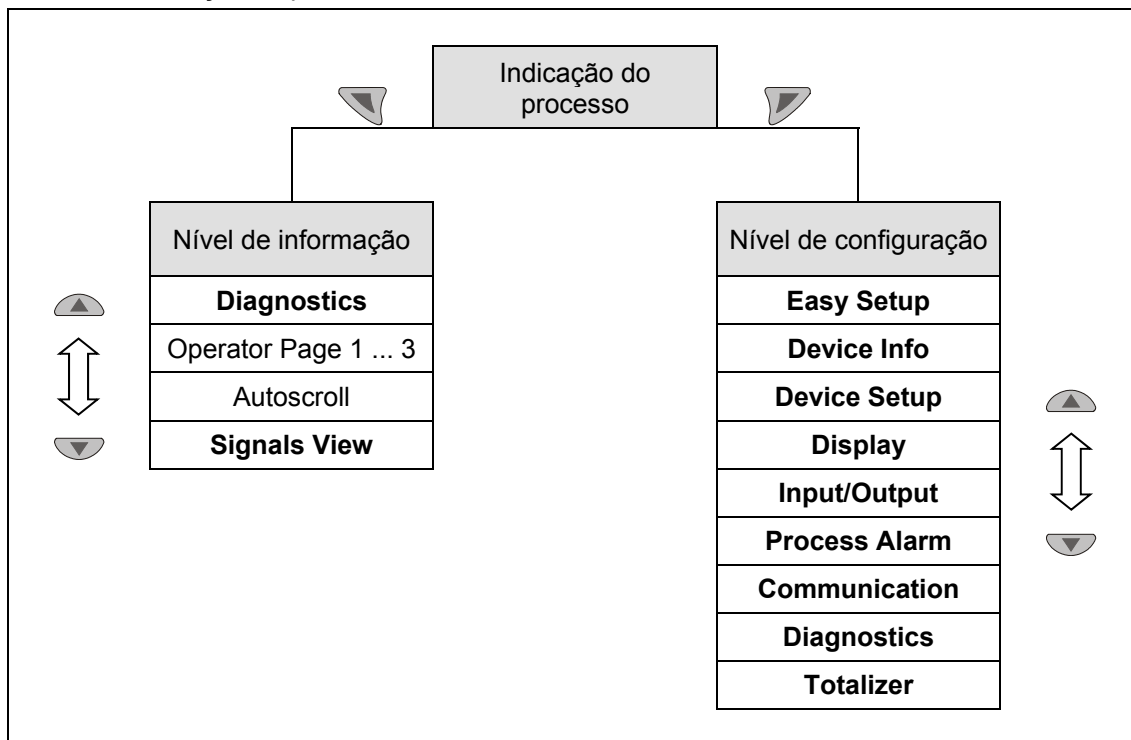 Indicação do
processo
Nível de informação
Diagnostics
Operator Page 1 ... 3
Autoscroll
Signals View
Nível de configuração
Easy Setup
Device Info
Device Setup
Display
Input/Output
Process Alarm
Communication
Diagnostics
Totalizer